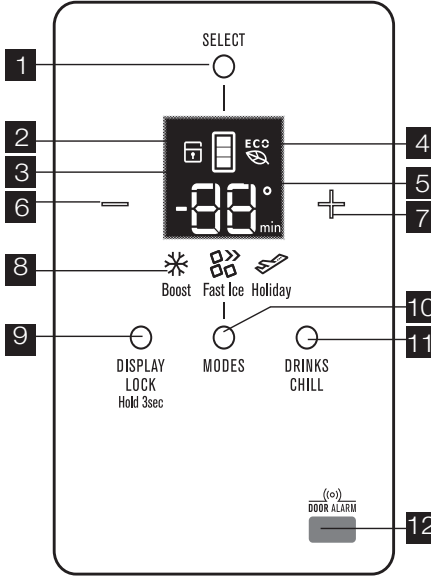 SELECT
1
2
3
4
ECO
5
6
-88°
min
7
8
Boost Fast Ice Holiday
9
10
11
DISPLAY LOCK
Hold 3sec
MODES
DRINKS CHILL
DOOR ALARM
12